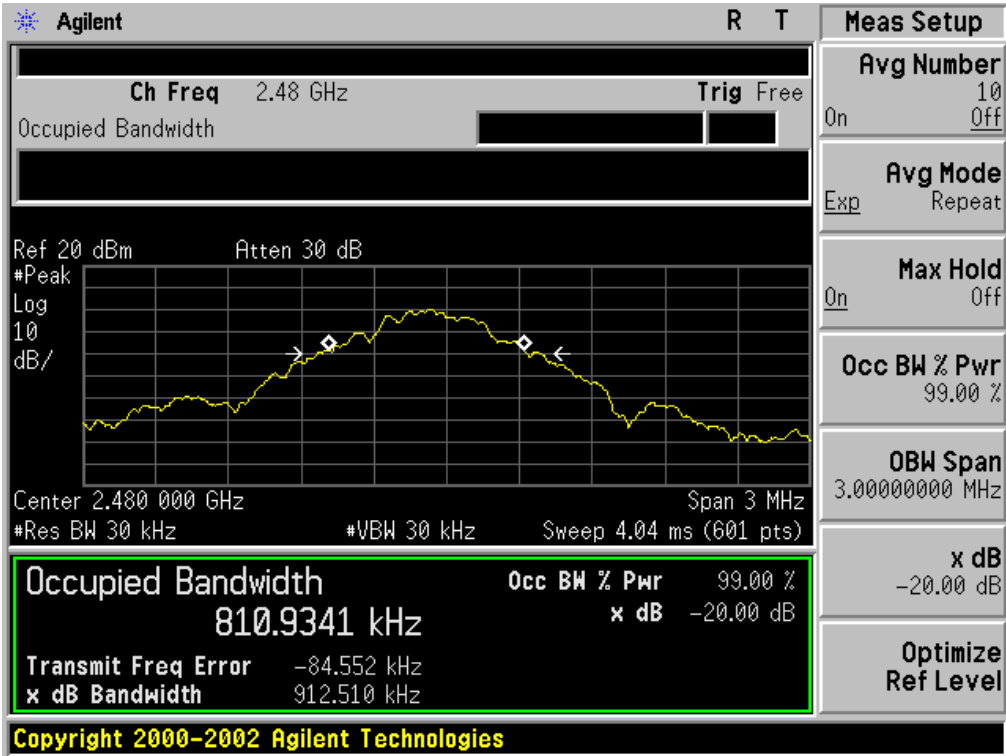 Agilent R T
Meas Setup
Ch Freq 2.48 GHz Trig Free
Occupied Bandwidth
Avg Number
10
On Off
Avg Mode
Exp Repeat
Max Hold
On Off
Occ BW % Pwr
99.00 %
OBW Span
3.00000000 MHz
x dB
-20.00 dB
Optimize
Ref Level
Ref 20 dBm Atten 30 dB
#Peak
Log
10
dB/
Center 2.480 000 GHz Span 3 MHz
#Res BW 30 kHz #VBW 30 kHz Sweep 4.04 ms (601 pts)
Occupied Bandwidth Occ BW % Pwr 99.00 %
810.9341 kHz x dB -20.00 dB
Transmit Freq Error -84.552 kHz
x dB Bandwidth 912.510 kHz
Copyright 2000-2002 Agilent Technologies